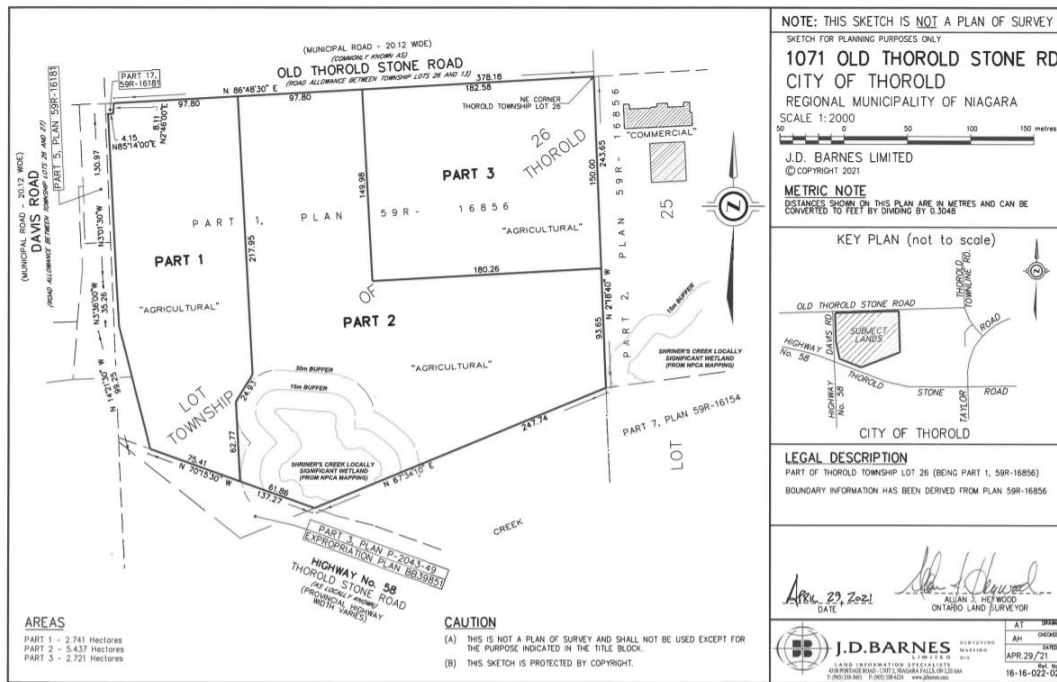 (MUNICIPAL ROAD - 20.12 WIDE)
(COMMONLY KNOWN AS)
OLD THOROLD STONE ROAD
(ROAD ALLOWANCE BETWEEN TOWNSHIP LOTS 26 AND 13)
378.18
N 86°48'30" E
97.80
97.80
182.58
PART 17,
59R-16181
4.15
N85°14'00"E
8.11
N2°46'00"E
PART 5, PLAN 59R-16181
(MUNICIPAL ROAD - 20.12 WIDE)
DAVIS ROAD
(ROAD ALLOWANCE BETWEEN TOWNSHIP LOTS 26 AND 27)
130.97
N3°01'30"W
N3°36'00"W
35.26
N 14°21'30" W
99.25
NE CORNER
THOROLD TOWNSHIP LOT 26
26
THOROLD
"COMMERCIAL"
PART 1, PLAN 59R- 16856
PART 1
"AGRICULTURAL"
217.95
149.98
PART 3
"AGRICULTURAL"
150.00
243.65
180.26
N 2°18'40" W
93.65
PART 2, PLAN 59R- 16856
25
LOT
OF
PART 2
"AGRICULTURAL"
LOT
TOWNSHIP
24.93
62.77
30m BUFFER
15m BUFFER
SHRINER'S CREEK LOCALLY
SIGNIFICANT WETLAND
(FROM NPCA MAPPING)
15m BUFFER
SHRINER'S CREEK LOCALLY
SIGNIFICANT WETLAND
(FROM NPCA MAPPING)
PART 7, PLAN 59R-16154
247.74
N 67°34'10" E
75.41
N 70°15'30" W
61.86
137.27
CREEK
PART 3, PLAN P-2043-49
EXPROPRIATION PLAN BB39851
HIGHWAY No. 58
THOROLD STONE ROAD
(AS LOCALLY KNOWN)
(PROVINCIAL HIGHWAY
WIDTH VARIES)
AREAS
PART 1 - 2.741 Hectores
PART 2 - 5.437 Hectores
PART 3 - 2.721 Hectores
CAUTION
(A) THIS IS NOT A PLAN OF SURVEY AND SHALL NOT BE USED EXCEPT FOR
THE PURPOSE INDICATED IN THE TITLE BLOCK.
(B) THIS SKETCH IS PROTECTED BY COPYRIGHT.
NOTE: THIS SKETCH IS NOT A PLAN OF SURVEY
SKETCH FOR PLANNING PURPOSES ONLY
1071 OLD THOROLD STONE RD
CITY OF THOROLD
REGIONAL MUNICIPALITY OF NIAGARA
SCALE 1:2000
50 0 50 100 150 metres
J.D. BARNES LIMITED
© COPYRIGHT 2021
METRIC NOTE
DISTANCES SHOWN ON THIS PLAN ARE IN METRES AND CAN BE
CONVERTED TO FEET BY DIVIDING BY 0.3048
KEY PLAN (not to scale)
OLD THOROLD STONE ROAD
THOROLD
TOWNLINE RD.
DAVIS RD
SUBJECT
LANDS
ROAD
HIGHWAY
No. 58
THOROLD STONE ROAD
HIGHWAY
No. 58
TAYLOR
CITY OF THOROLD
LEGAL DESCRIPTION
PART OF THOROLD TOWNSHIP LOT 26 (BEING PART 1, 59R-16856)
BOUNDARY INFORMATION HAS BEEN DERIVED FROM PLAN 59R-16856
April 29, 2021
DATE
ALLAN J. HEYWOOD
ONTARIO LAND SURVEYOR
J.D.BARNES
LIMITED
SURVEYING
MAPPING
GIS
LAND INFORMATION SPECIALISTS
AT
AH
APR.29/'21
Ref. No
16-16-022-02